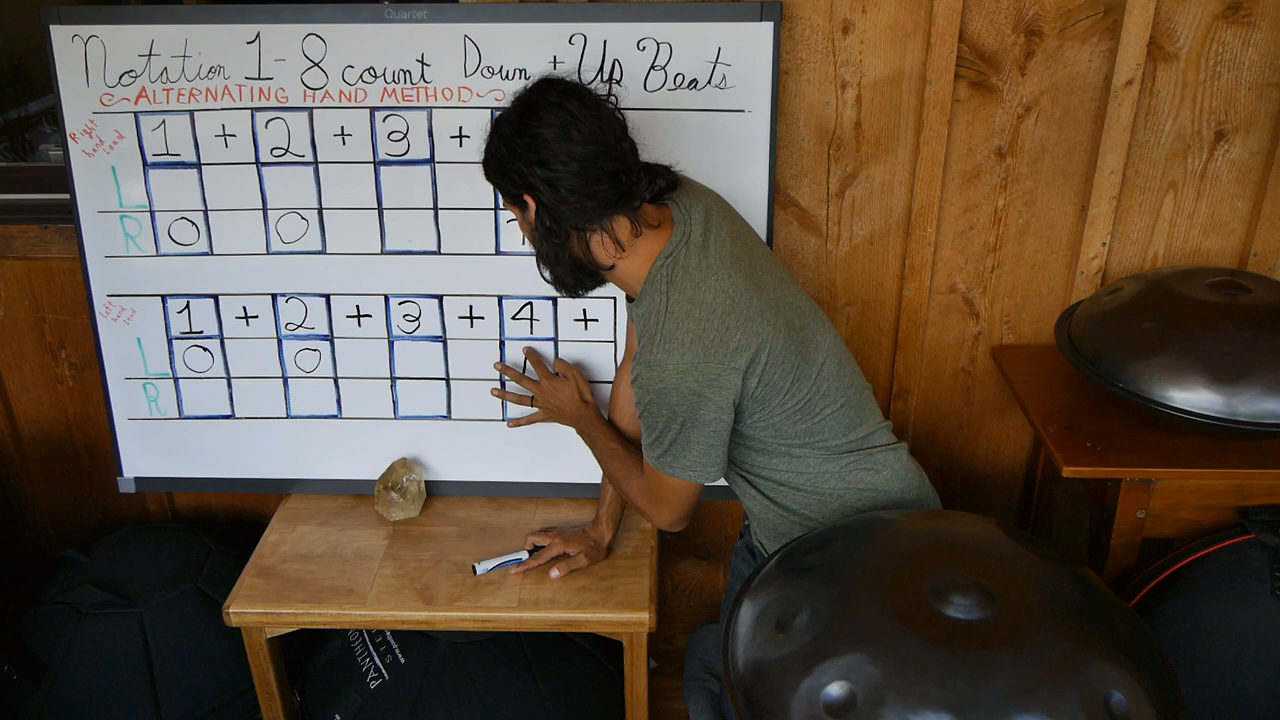 Quartet
Notation 1-8 count Down + Up Beats
~ALTERNATING HAND METHOD~
Right hand Lead
1 + 2 + 3 +
L
R O O
Left hand Lead
1 + 2 + 3 + 4 +
L O O
R
PANTHEON
STEEL